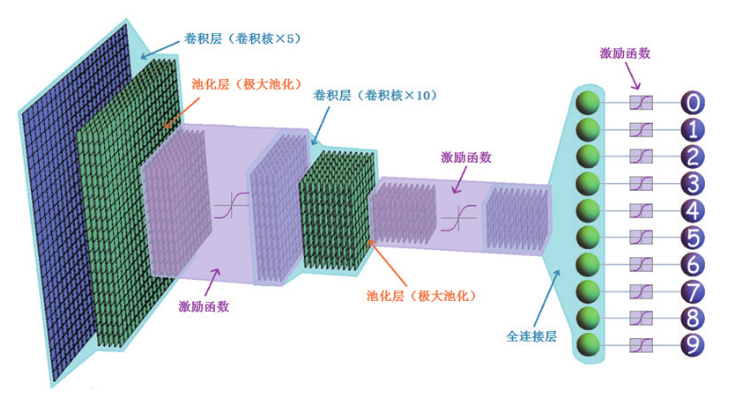 卷积层（卷积核×5）
池化层（极大池化）
卷积层（卷积核×10）
激励函数
激励函数
激励函数
池化层（极大池化）
全连接层
0
1
2
3
4
5
6
7
8
9